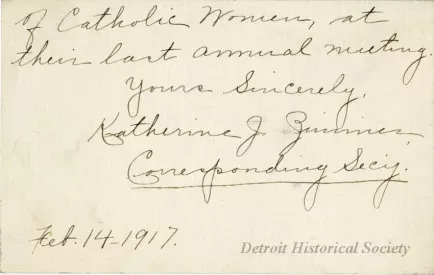 of Catholic Women, at
their last annual meeting.
Yours Sincerely,
Katherine J. Zimmer,
Corresponding Sec'y.
Feb. 14-1917.
Detroit Historical Society